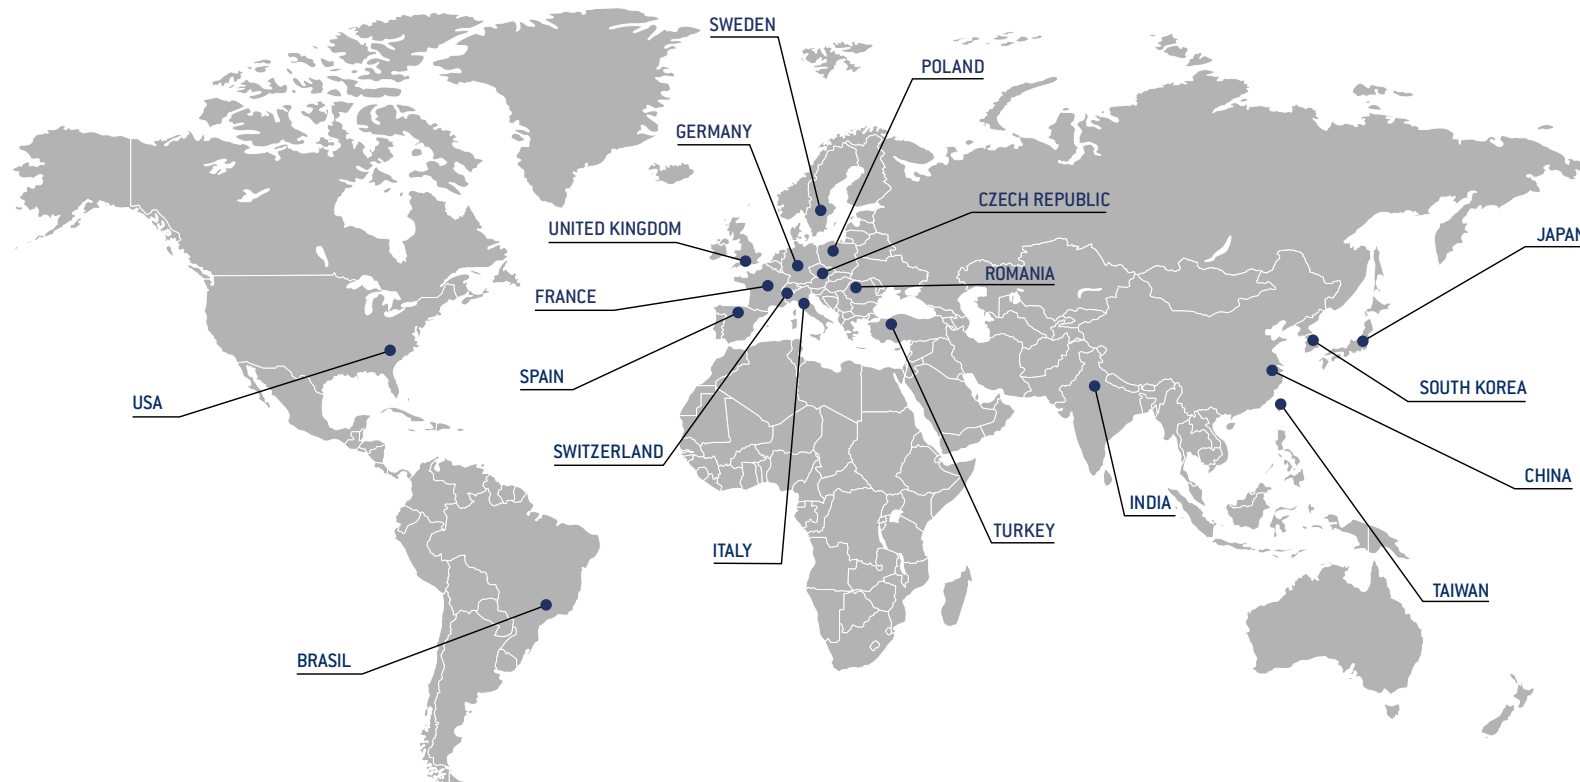 SWEDEN
POLAND
GERMANY
CZECH REPUBLIC
UNITED KINGDOM
JAPAN
ROMANIA
FRANCE
SPAIN
SOUTH KOREA
USA
SWITZERLAND
CHINA
INDIA
TURKEY
ITALY
TAIWAN
BRASIL